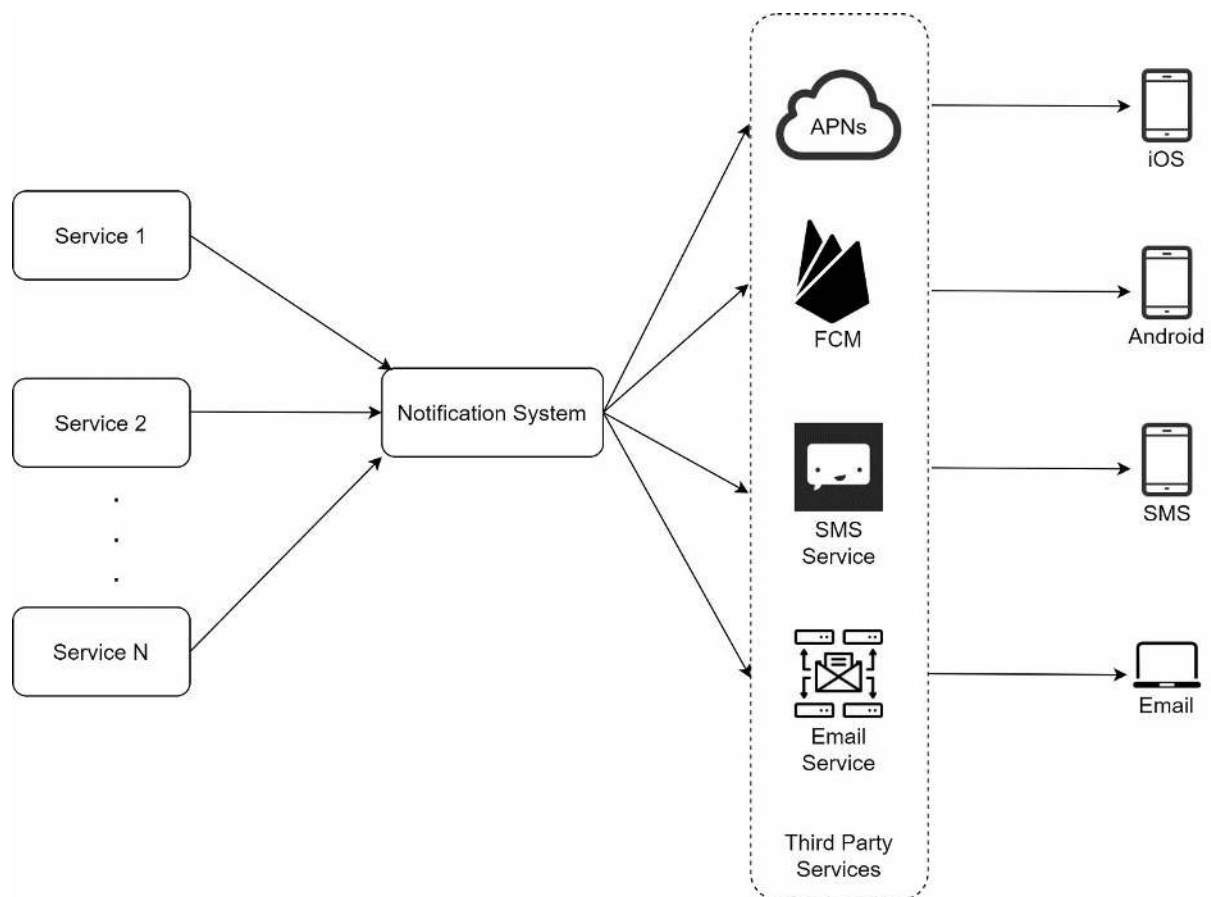 Service 1
Service 2
Service N
Notification System
APNs
FCM
SMS
Service
Email
Service
Third Party
Services
iOS
Android
SMS
Email